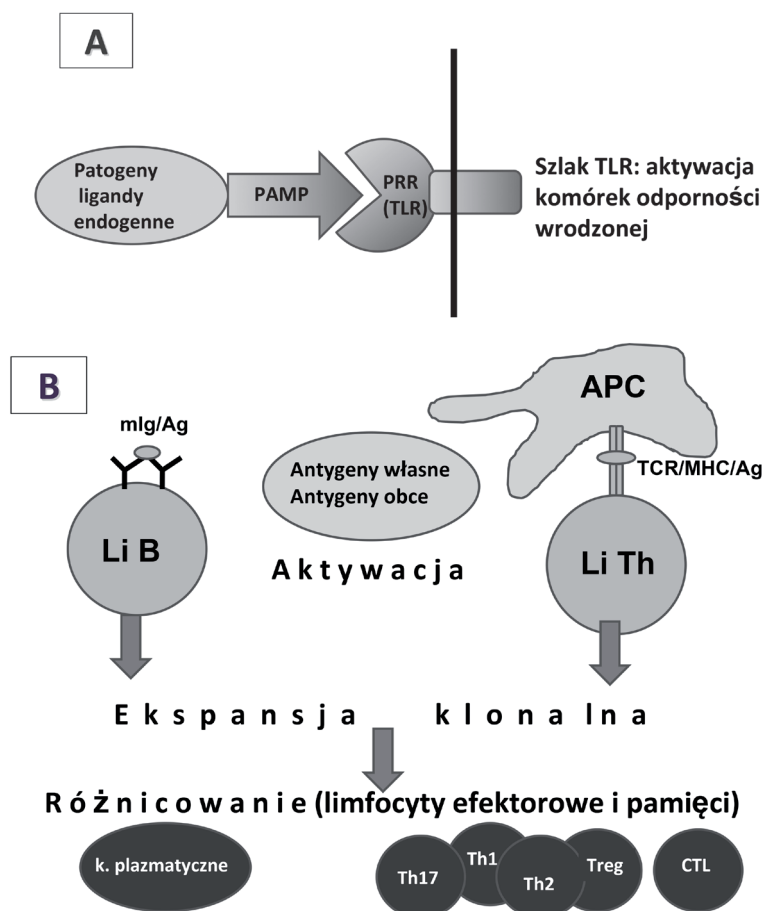 A
Patogeny
ligandy
endogenne
PAMP
PRR
(TLR)
Szlak TLR: aktywacja
komórek odporności
wrodzonej
B
mIg/Ag
Li B
Antygeny własne
Antygeny obce
Aktywacja
APC
TCR/MHC/Ag
Li Th
Ekspansja klonalna
Różnicowanie (limfocyty efektorowe i pamięci)
k. plazmatyczne
Th17
Th1
Th2
Treg
CTL